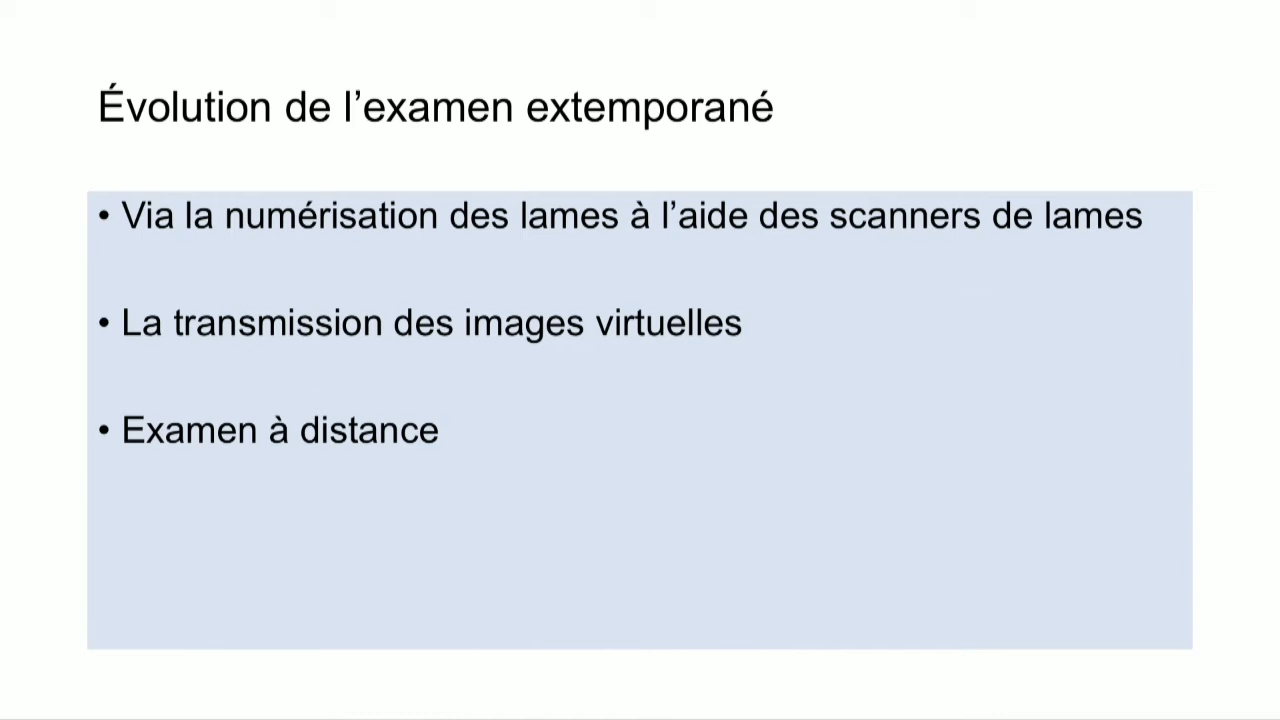 Évolution de l’examen extemporané
• Via la numérisation des lames à l’aide des scanners de lames
• La transmission des images virtuelles
• Examen à distance